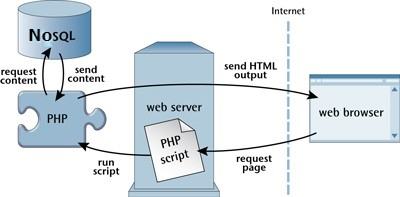 Internet
NoSQL
request
content
send
content
send HTML
output
PHP
web server
web browser
PHP
script
run
script
request
page